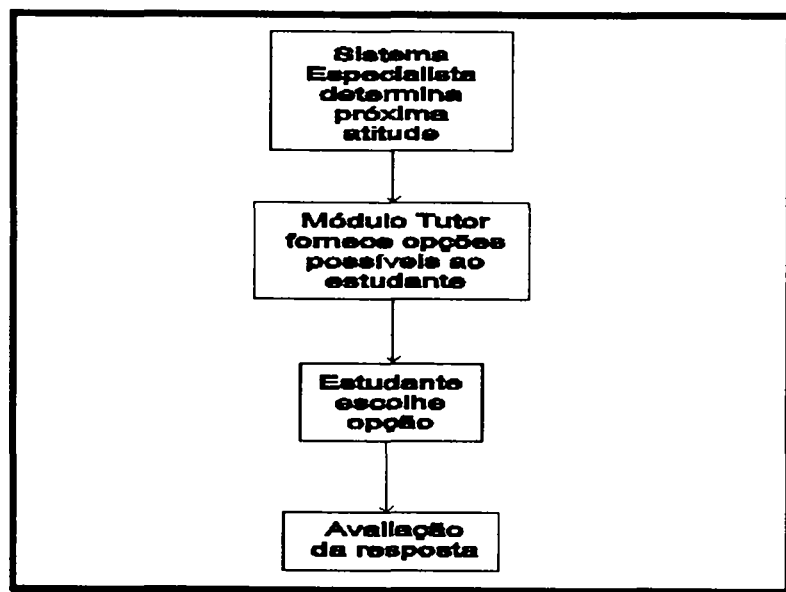 Sistema
Especialista
determina
próxima
atitude
Módulo Tutor
fornece opções
possíveis ao
estudante
Estudante
escolhe
opção
Avaliação
da resposta